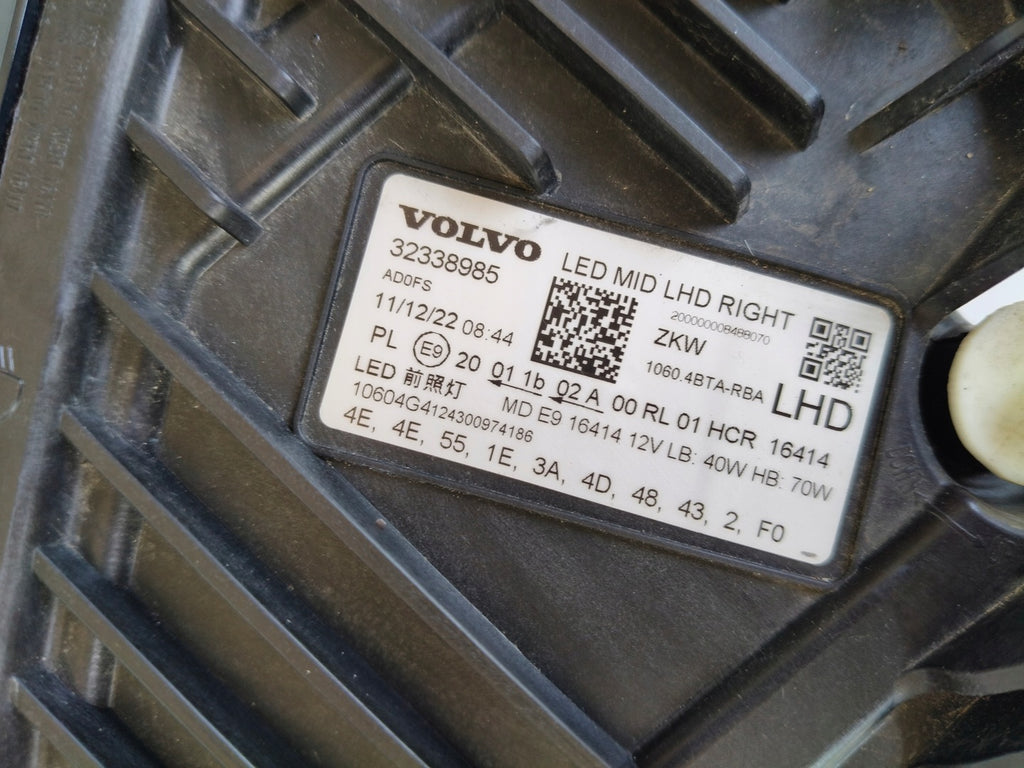 VOLVO
32338985
LED MID LHD RIGHT
AD0FS
200000008488070
11/12/22 08:44
ZKW
1060.4BTA-RBA
LHD
PL E9 20 01 1b 02 A 00 RL 01 HCR 16414
LED 前照灯 MD E9 16414 12V LB: 40W HB: 70W
10604G4124300974186
4E, 4E, 55, 1E, 3A, 4D, 48, 43, 2, F0